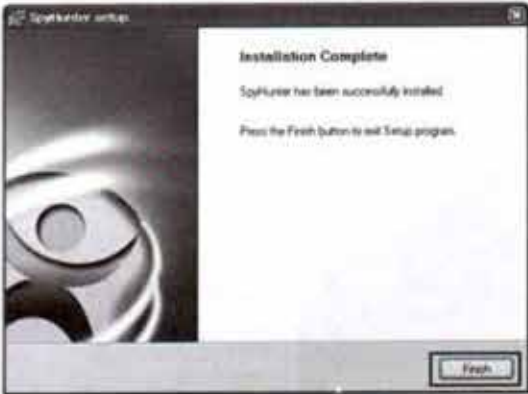 SpyHunter setup
Installation Complete
SpyHunter has been successfully installed.
Press the Finish button to exit Setup program.
Finish